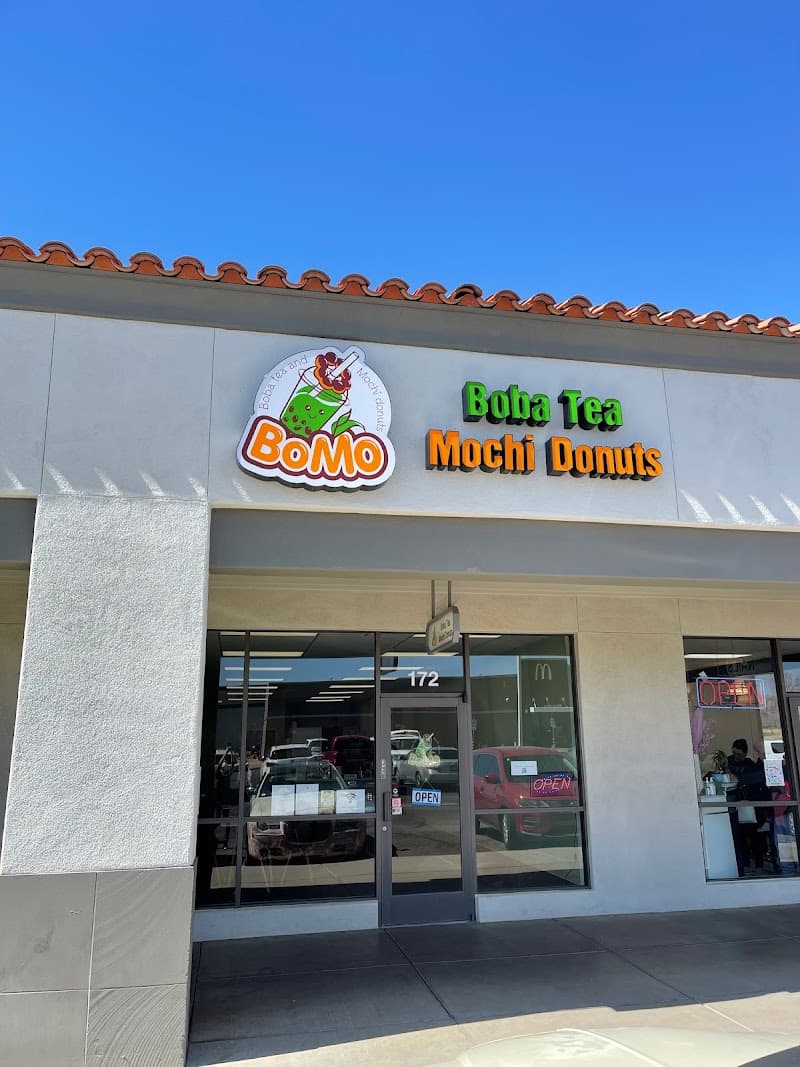 Boba tea and
Mochi donuts
BoMO
Boba Tea
Mochi Donuts
172
OPEN
OPEN
OPEN